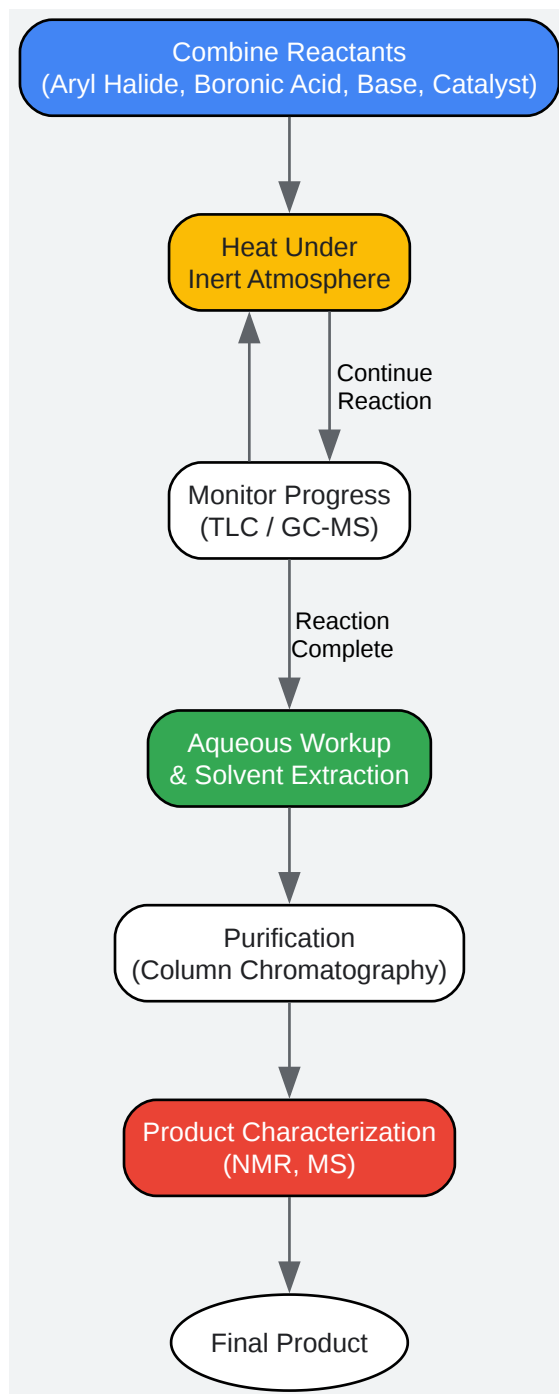 Combine Reactants
(Aryl Halide, Boronic Acid, Base, Catalyst)
Heat Under
Inert Atmosphere
Continue
Reaction
Monitor Progress
(TLC / GC-MS)
Reaction
Complete
Aqueous Workup
& Solvent Extraction
Purification
(Column Chromatography)
Product Characterization
(NMR, MS)
Final Product